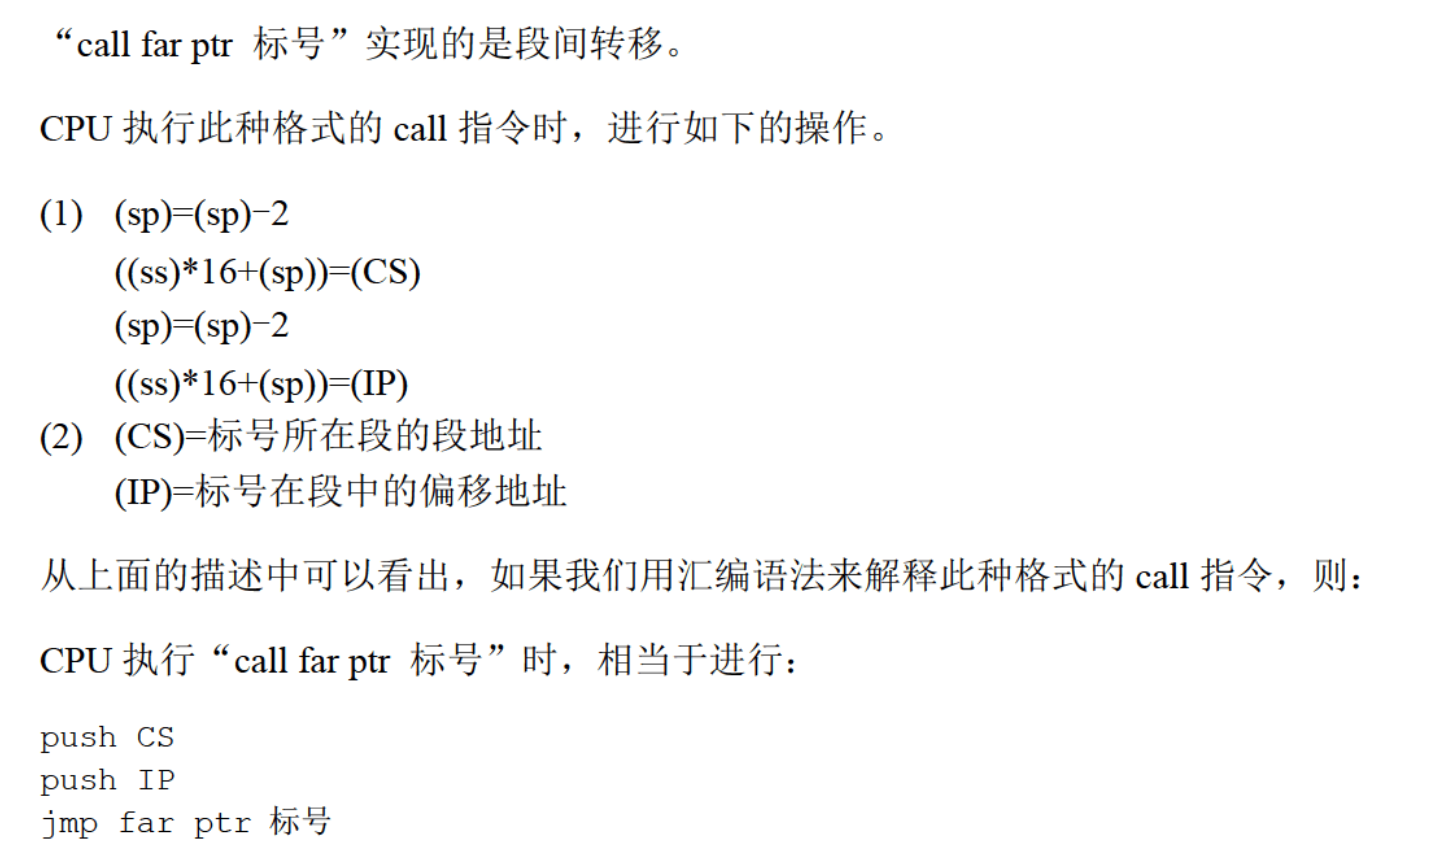 “call far ptr 标号”实现的是段间转移。
CPU 执行此种格式的 call 指令时，进行如下的操作。
(1) (sp)=(sp)−2
((ss)*16+(sp))=(CS)
(sp)=(sp)−2
((ss)*16+(sp))=(IP)
(2) (CS)=标号所在段的段地址
(IP)=标号在段中的偏移地址
从上面的描述中可以看出，如果我们用汇编语法来解释此种格式的 call 指令，则：
CPU 执行“call far ptr 标号”时，相当于进行：
push CS
push IP
jmp far ptr 标号